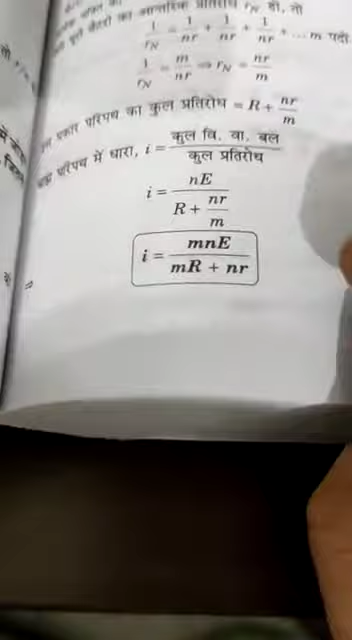 आन्तरिक प्रतिरोध r_N हो, तो
1/r_N = 1/nr + 1/nr + 1/nr + ... m पदों
1/r_N = m/nr ⇒ r_N = nr/m
प्रकार परिपथ का कुल प्रतिरोध = R + nr/m
परिपथ में धारा, i = कुल वि. वा. बल/कुल प्रतिरोध
i = nE/(R + nr/m)
i = mnE/(mR + nr)